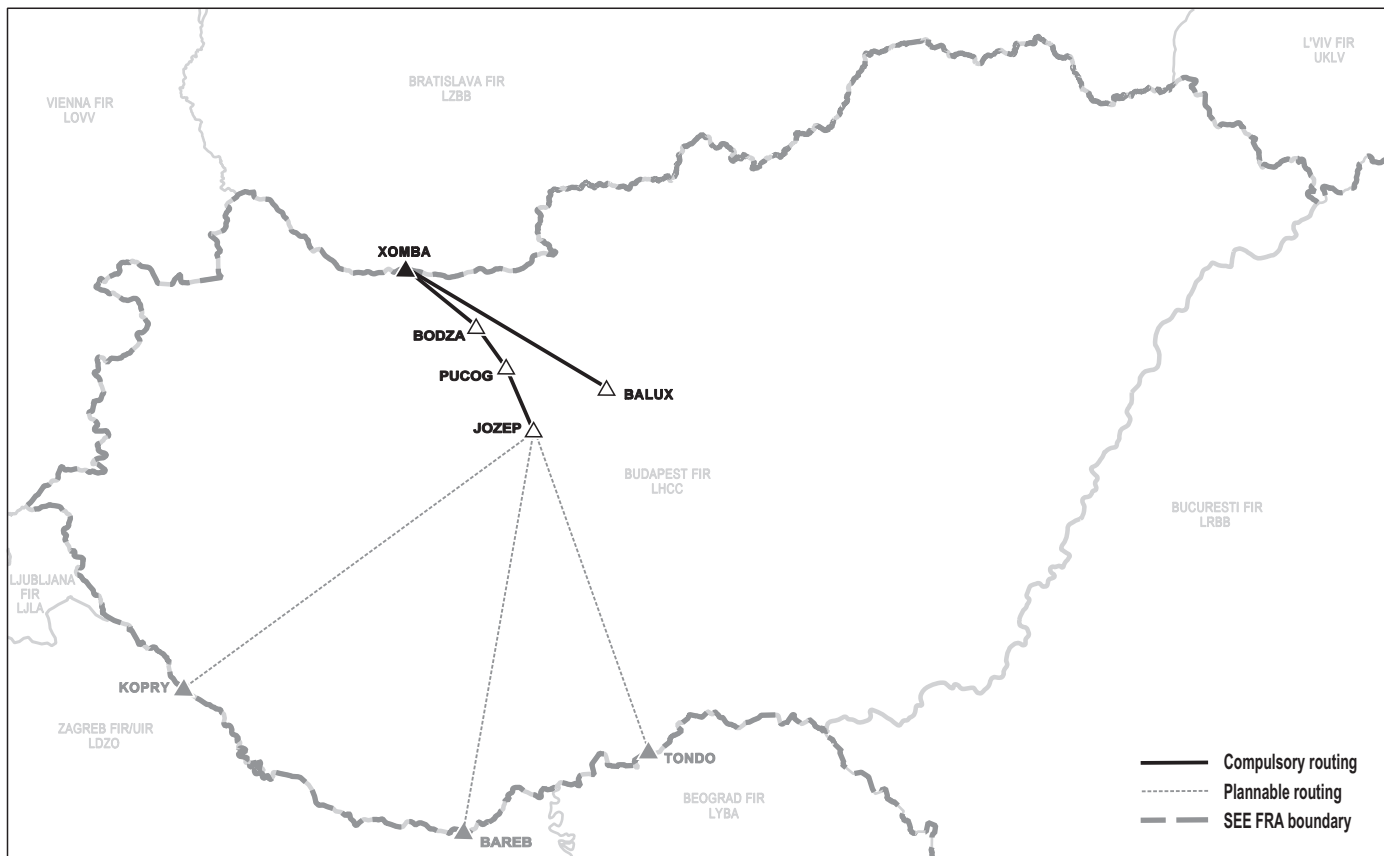 L'VIV FIR
UKLV
BRATISLAVA FIR
LZBB
VIENNA FIR
LOVV
XOMBA
BODZA
PUCOG
BALUX
JOZEP
BUDAPEST FIR
LHCC
BUCURESTI FIR
LRBB
LJUBLJANA
FIR
LJLA
KOPRY
ZAGREB FIR/UIR
LDZO
TONDO
BEOGRAD FIR
LYBA
BAREB
Compulsory routing
Plannable routing
SEE FRA boundary